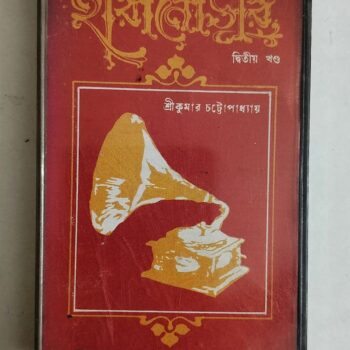 হারানো সুর
দ্বিতীয় খণ্ড
শ্রীকুমার চট্টোপাধ্যায়